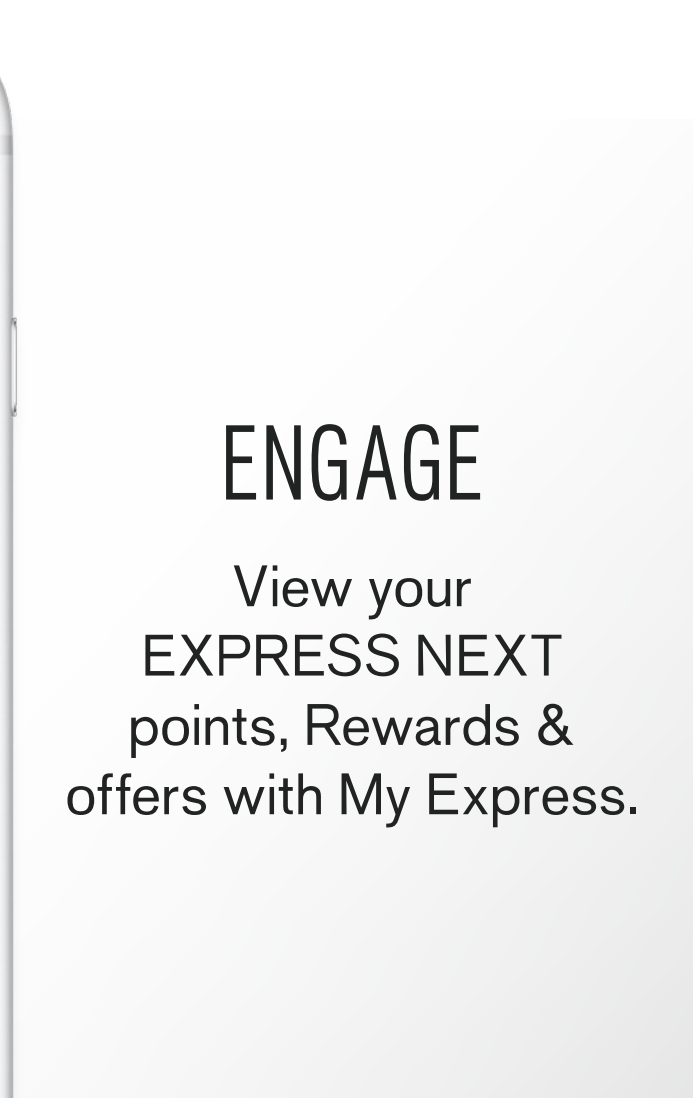 ENGAGE
View your
EXPRESS NEXT
points, Rewards &
offers with My Express.